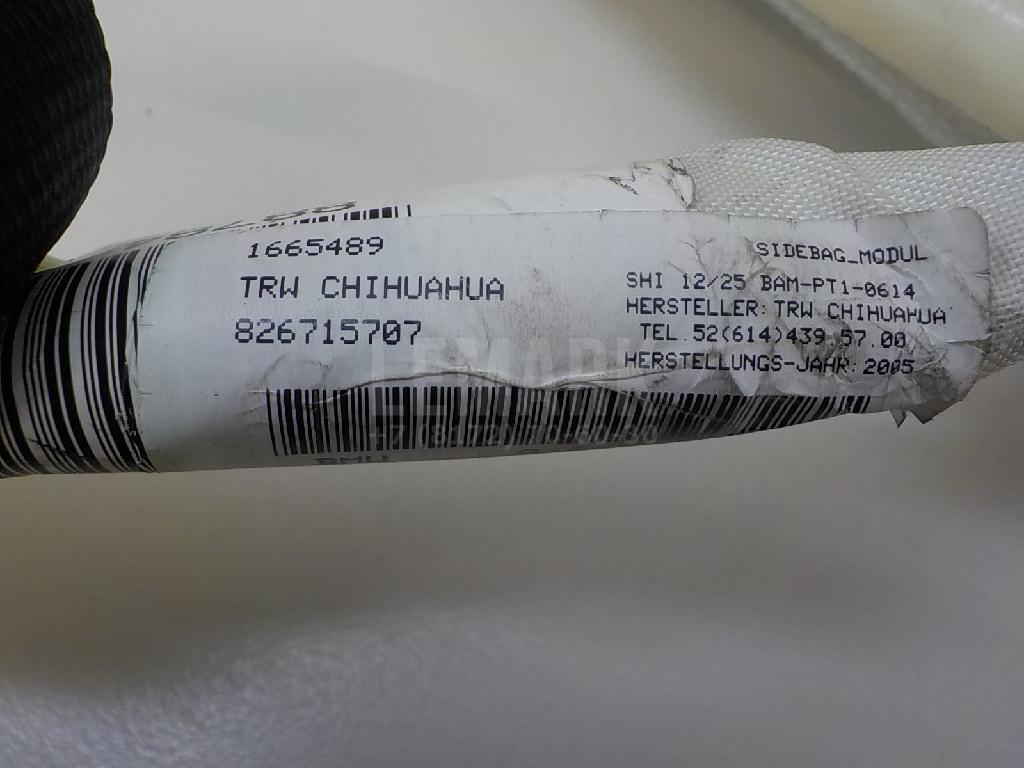 1665489
TRW CHIHUAHUA
826715707
SIDEBAG_MODUL
SHI 12/25 BAM-PT1-0614
HERSTELLER: TRW CHIHUAHUA
TEL.52(614)439.57.00
HERSTELLUNGS-JAHR: 2005
LEMARK